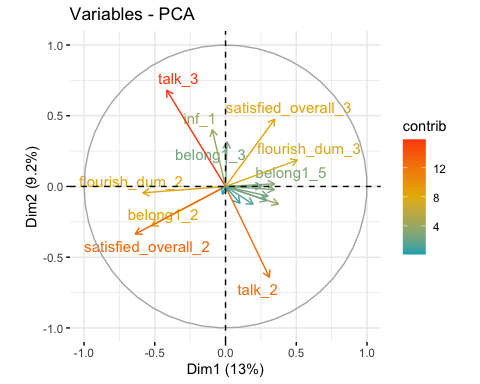 Variables - PCA
1.0
talk_3
satisfied_overall_3
0.5
inf_1
belong1_3
flourish_dum_3
belong1_5
flourish_dum_2
0.0
belong1_2
satisfied_overall_2
-0.5
talk_2
-1.0
-1.0 -0.5 0.0 0.5 1.0
Dim1 (13%)
Dim2 (9.2%)
contrib
12
8
4